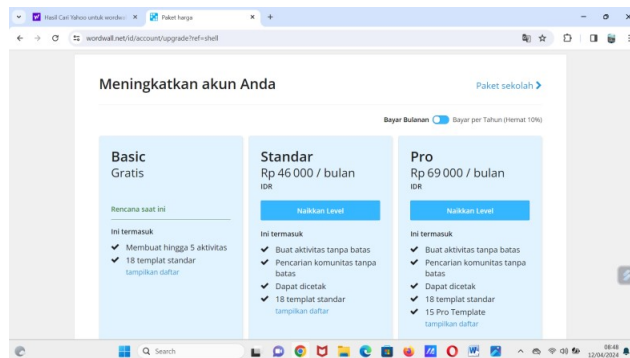 Hasil Cari Yahoo untuk wordwa
Paket harga
wordwall.net/id/account/upgrade?ref=shell
Meningkatkan akun Anda
Paket sekolah
Bayar Bulanan
Bayar per Tahun (Hemat 10%)
Basic
Gratis
Rencana saat ini
Ini termasuk
Membuat hingga 5 aktivitas
18 templat standar
tampilkan daftar
Standar
Rp 46 000 / bulan
IDR
Naikkan Level
Ini termasuk
Buat aktivitas tanpa batas
Pencarian komunitas tanpa
batas
Dapat dicetak
18 templat standar
tampilkan daftar
Pro
Rp 69 000 / bulan
IDR
Naikkan Level
Ini termasuk
Buat aktivitas tanpa batas
Pencarian komunitas tanpa
batas
Dapat dicetak
18 templat standar
15 Pro Template
tampilkan daftar
Search
08:48
12/04/2024